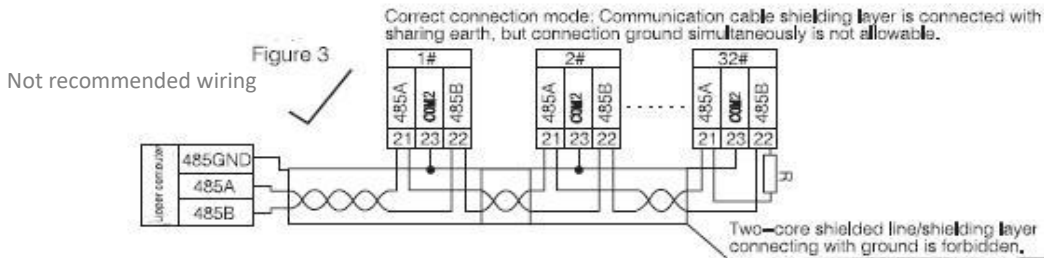 Correct connection mode: Communication cable shielding layer is connected with
sharing earth, but connection ground simultaneously is not allowable.
Figure 3
Not recommended wiring
1#
2#
32#
485A
COM2
485B
485A
COM2
485B
485A
COM2
485B
21 23 22
21 23 22
21 23 22
upper computer
485GND
485A
485B
R
Two-core shielded line/shielding layer
connecting with ground is forbidden.